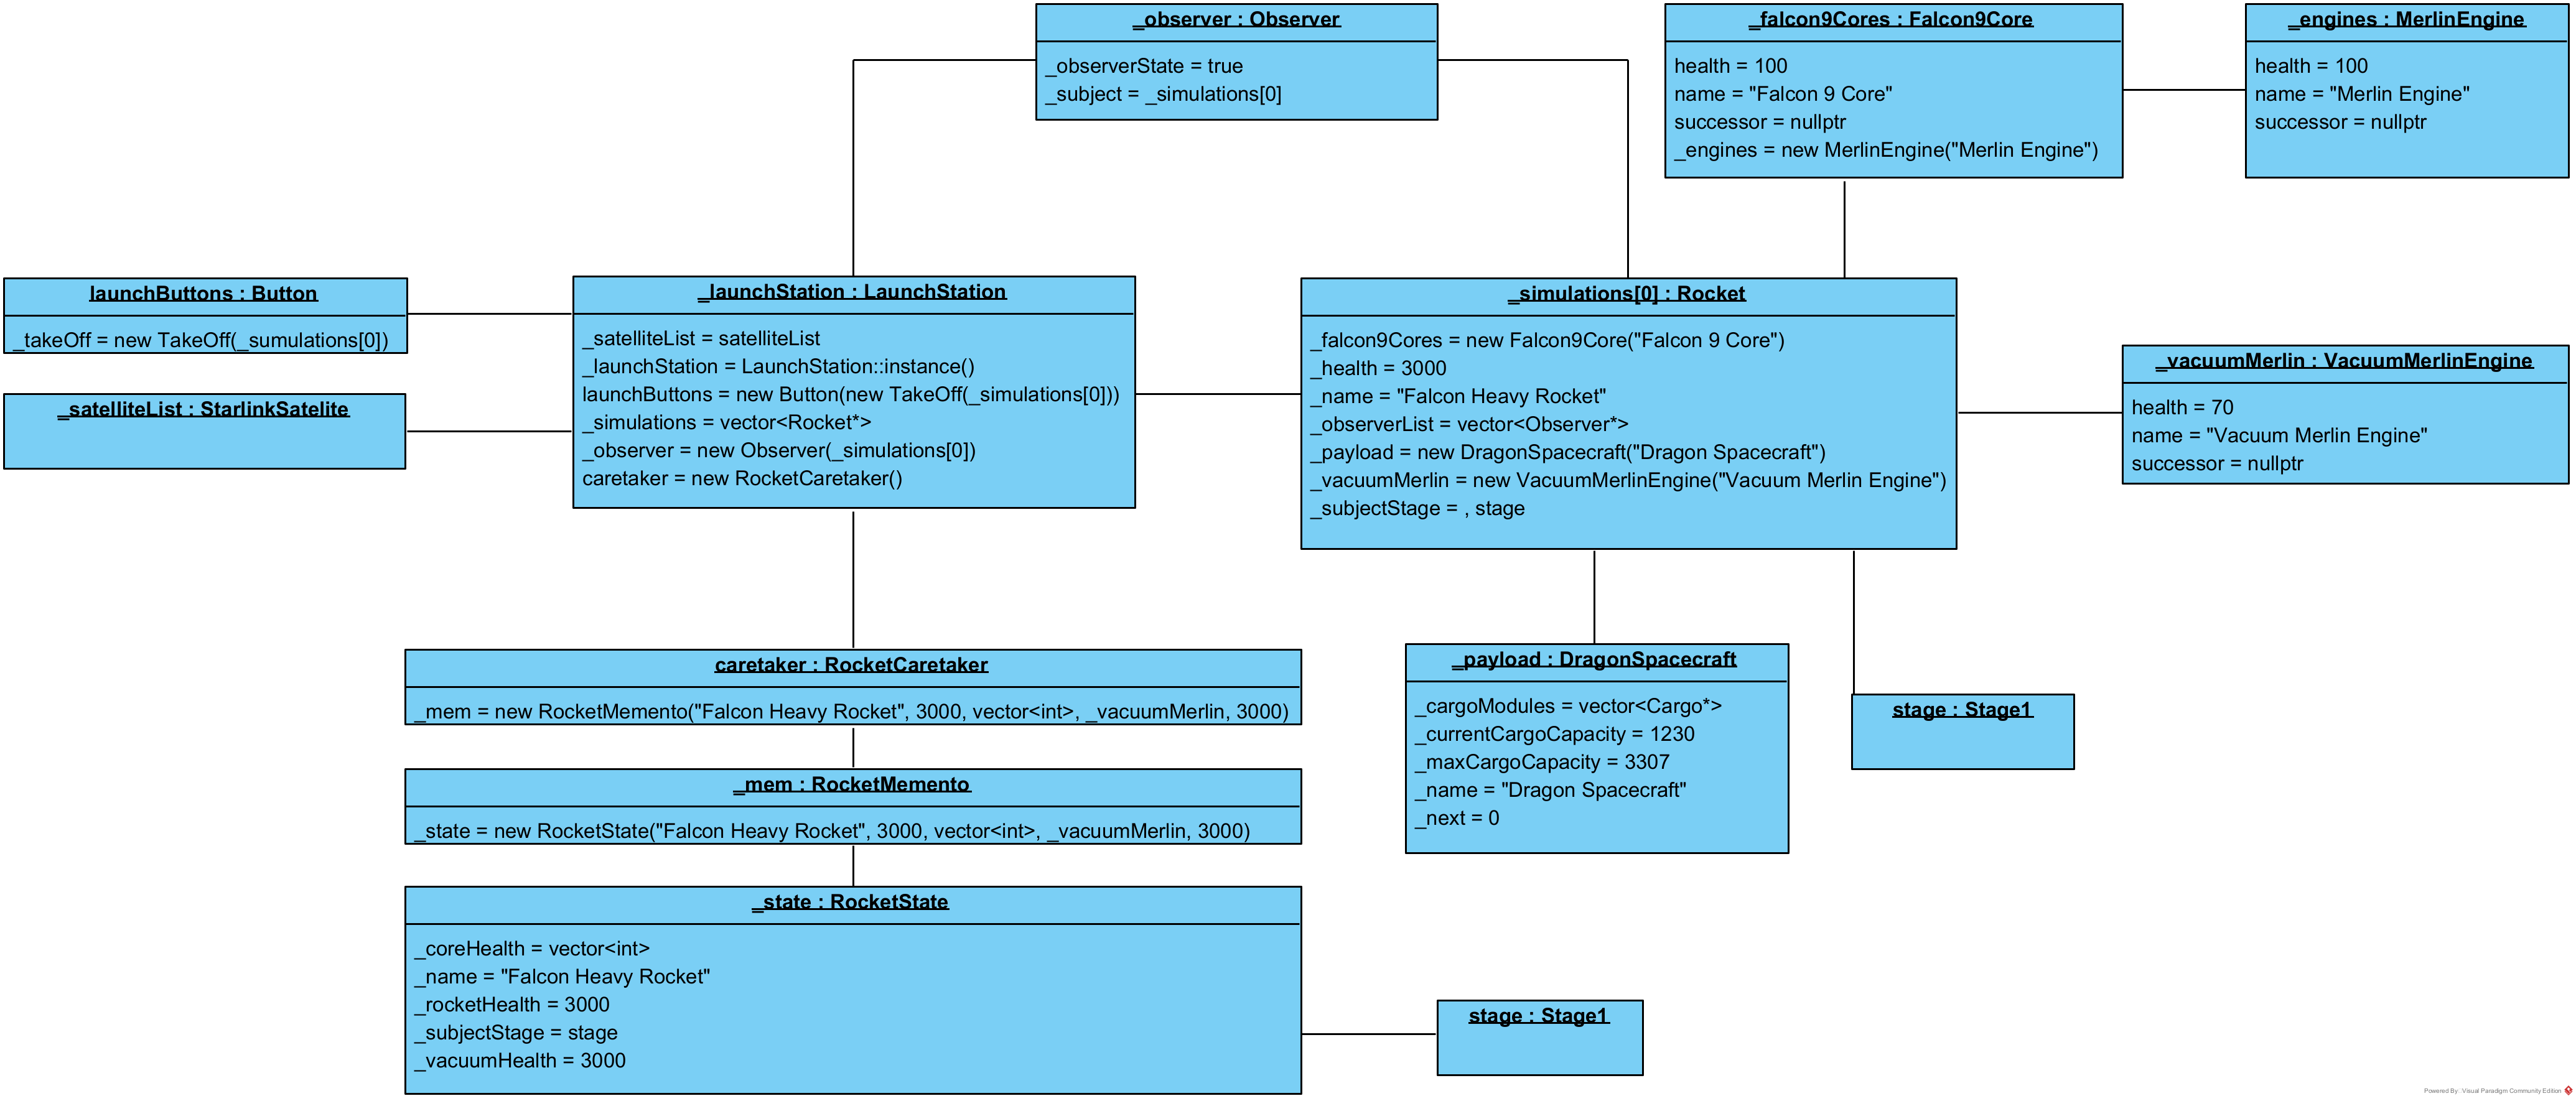 _observer : Observer
_observerState = true
_subject = _simulations[0]
_falcon9Cores : Falcon9Core
health = 100
name = "Falcon 9 Core"
successor = nullptr
_engines = new MerlinEngine("Merlin Engine")
_engines : MerlinEngine
health = 100
name = "Merlin Engine"
successor = nullptr
launchButtons : Button
_takeOff = new TakeOff(_sumulations[0])
_satelliteList : StarlinkSatelite
_launchStation : LaunchStation
_satelliteList = satelliteList
_launchStation = LaunchStation::instance()
launchButtons = new Button(new TakeOff(_simulations[0]))
_simulations = vector<Rocket*>
_observer = new Observer(_simulations[0])
caretaker = new RocketCaretaker()
_simulations[0] : Rocket
_falcon9Cores = new Falcon9Core("Falcon 9 Core")
_health = 3000
_name = "Falcon Heavy Rocket"
_observerList = vector<Observer*>
_payload = new DragonSpacecraft("Dragon Spacecraft")
_vacuumMerlin = new VacuumMerlinEngine("Vacuum Merlin Engine")
_subjectStage = , stage
_vacuumMerlin : VacuumMerlinEngine
health = 70
name = "Vacuum Merlin Engine"
successor = nullptr
caretaker : RocketCaretaker
_mem = new RocketMemento("Falcon Heavy Rocket", 3000, vector<int>, _vacuumMerlin, 3000)
_mem : RocketMemento
_state = new RocketState("Falcon Heavy Rocket", 3000, vector<int>, _vacuumMerlin, 3000)
_state : RocketState
_coreHealth = vector<int>
_name = "Falcon Heavy Rocket"
_rocketHealth = 3000
_subjectStage = stage
_vacuumHealth = 3000
_payload : DragonSpacecraft
_cargoModules = vector<Cargo*>
_currentCargoCapacity = 1230
_maxCargoCapacity = 3307
_name = "Dragon Spacecraft"
_next = 0
stage : Stage1
stage : Stage1
Powered By: Visual Paradigm Community Edition